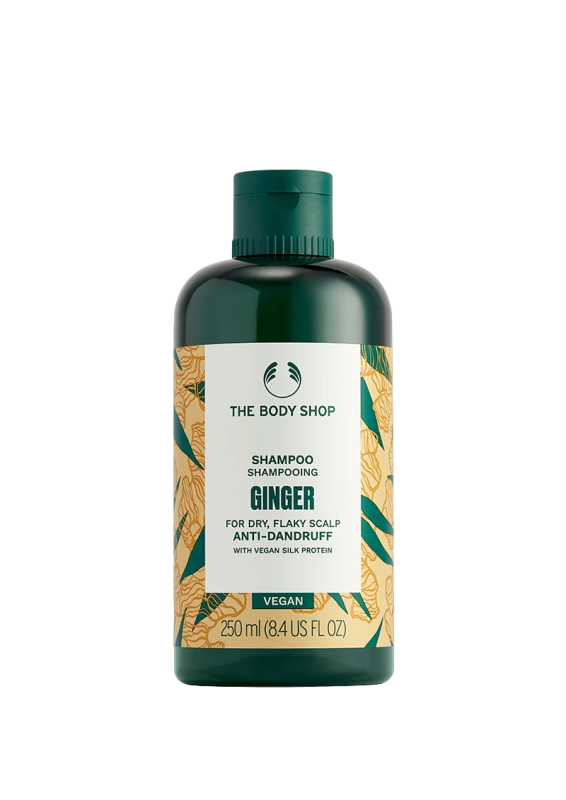 THE BODY SHOP
SHAMPOO
SHAMPOOING
GINGER
FOR DRY, FLAKY SCALP
ANTI-DANDRUFF
WITH VEGAN SILK PROTEIN
VEGAN
250 ml (8.4 US FL OZ)